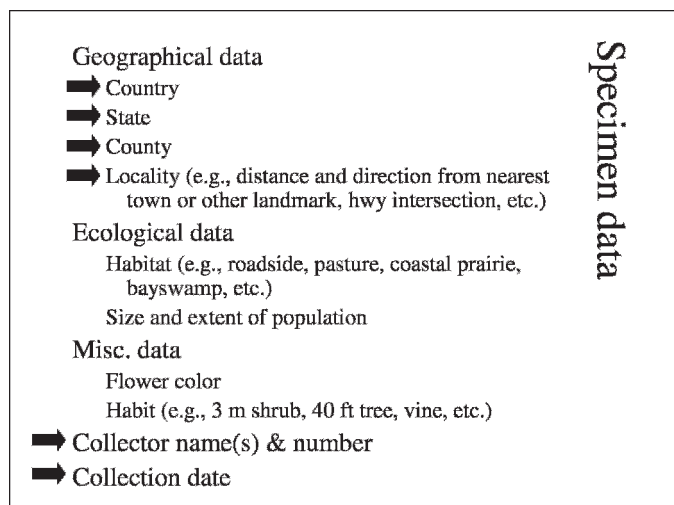 Specimen data
Geographical data
Country
State
County
Locality (e.g., distance and direction from nearest
town or other landmark, hwy intersection, etc.)
Ecological data
Habitat (e.g., roadside, pasture, coastal prairie,
bayswamp, etc.)
Size and extent of population
Misc. data
Flower color
Habit (e.g., 3 m shrub, 40 ft tree, vine, etc.)
Collector name(s) & number
Collection date